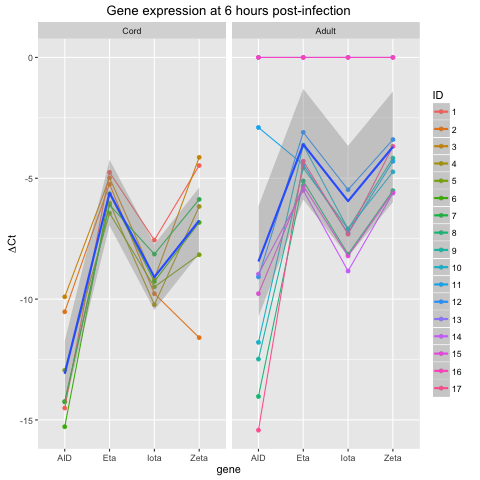 Gene expression at 6 hours post-infection
Cord
Adult
0
-5
-10
-15
ΔCt
AID
Eta
Iota
Zeta
AID
Eta
Iota
Zeta
gene
ID
1
2
3
4
5
6
7
8
9
10
11
12
13
14
15
16
17